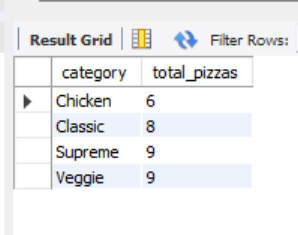 Result Grid Filter Rows:
category total_pizzas
Chicken 6
Classic 8
Supreme 9
Veggie 9